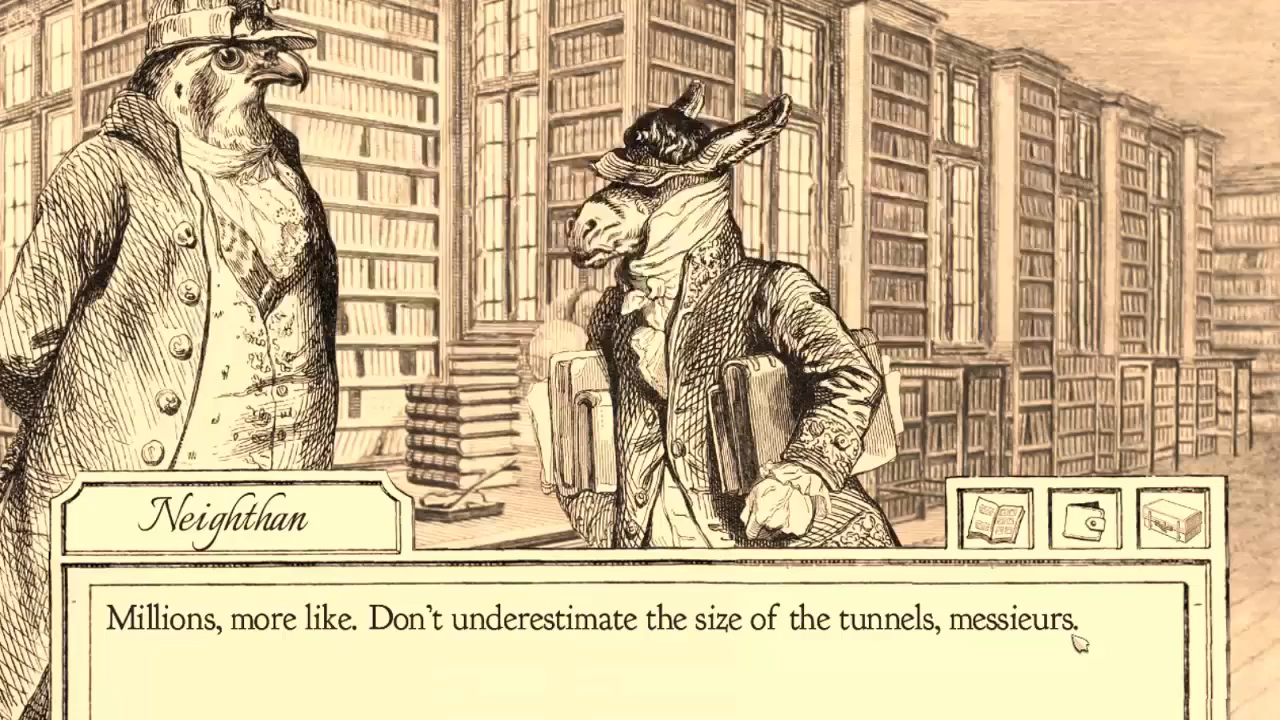 Neighthan
Millions, more like. Don't underestimate the size of the tunnels, messieurs.